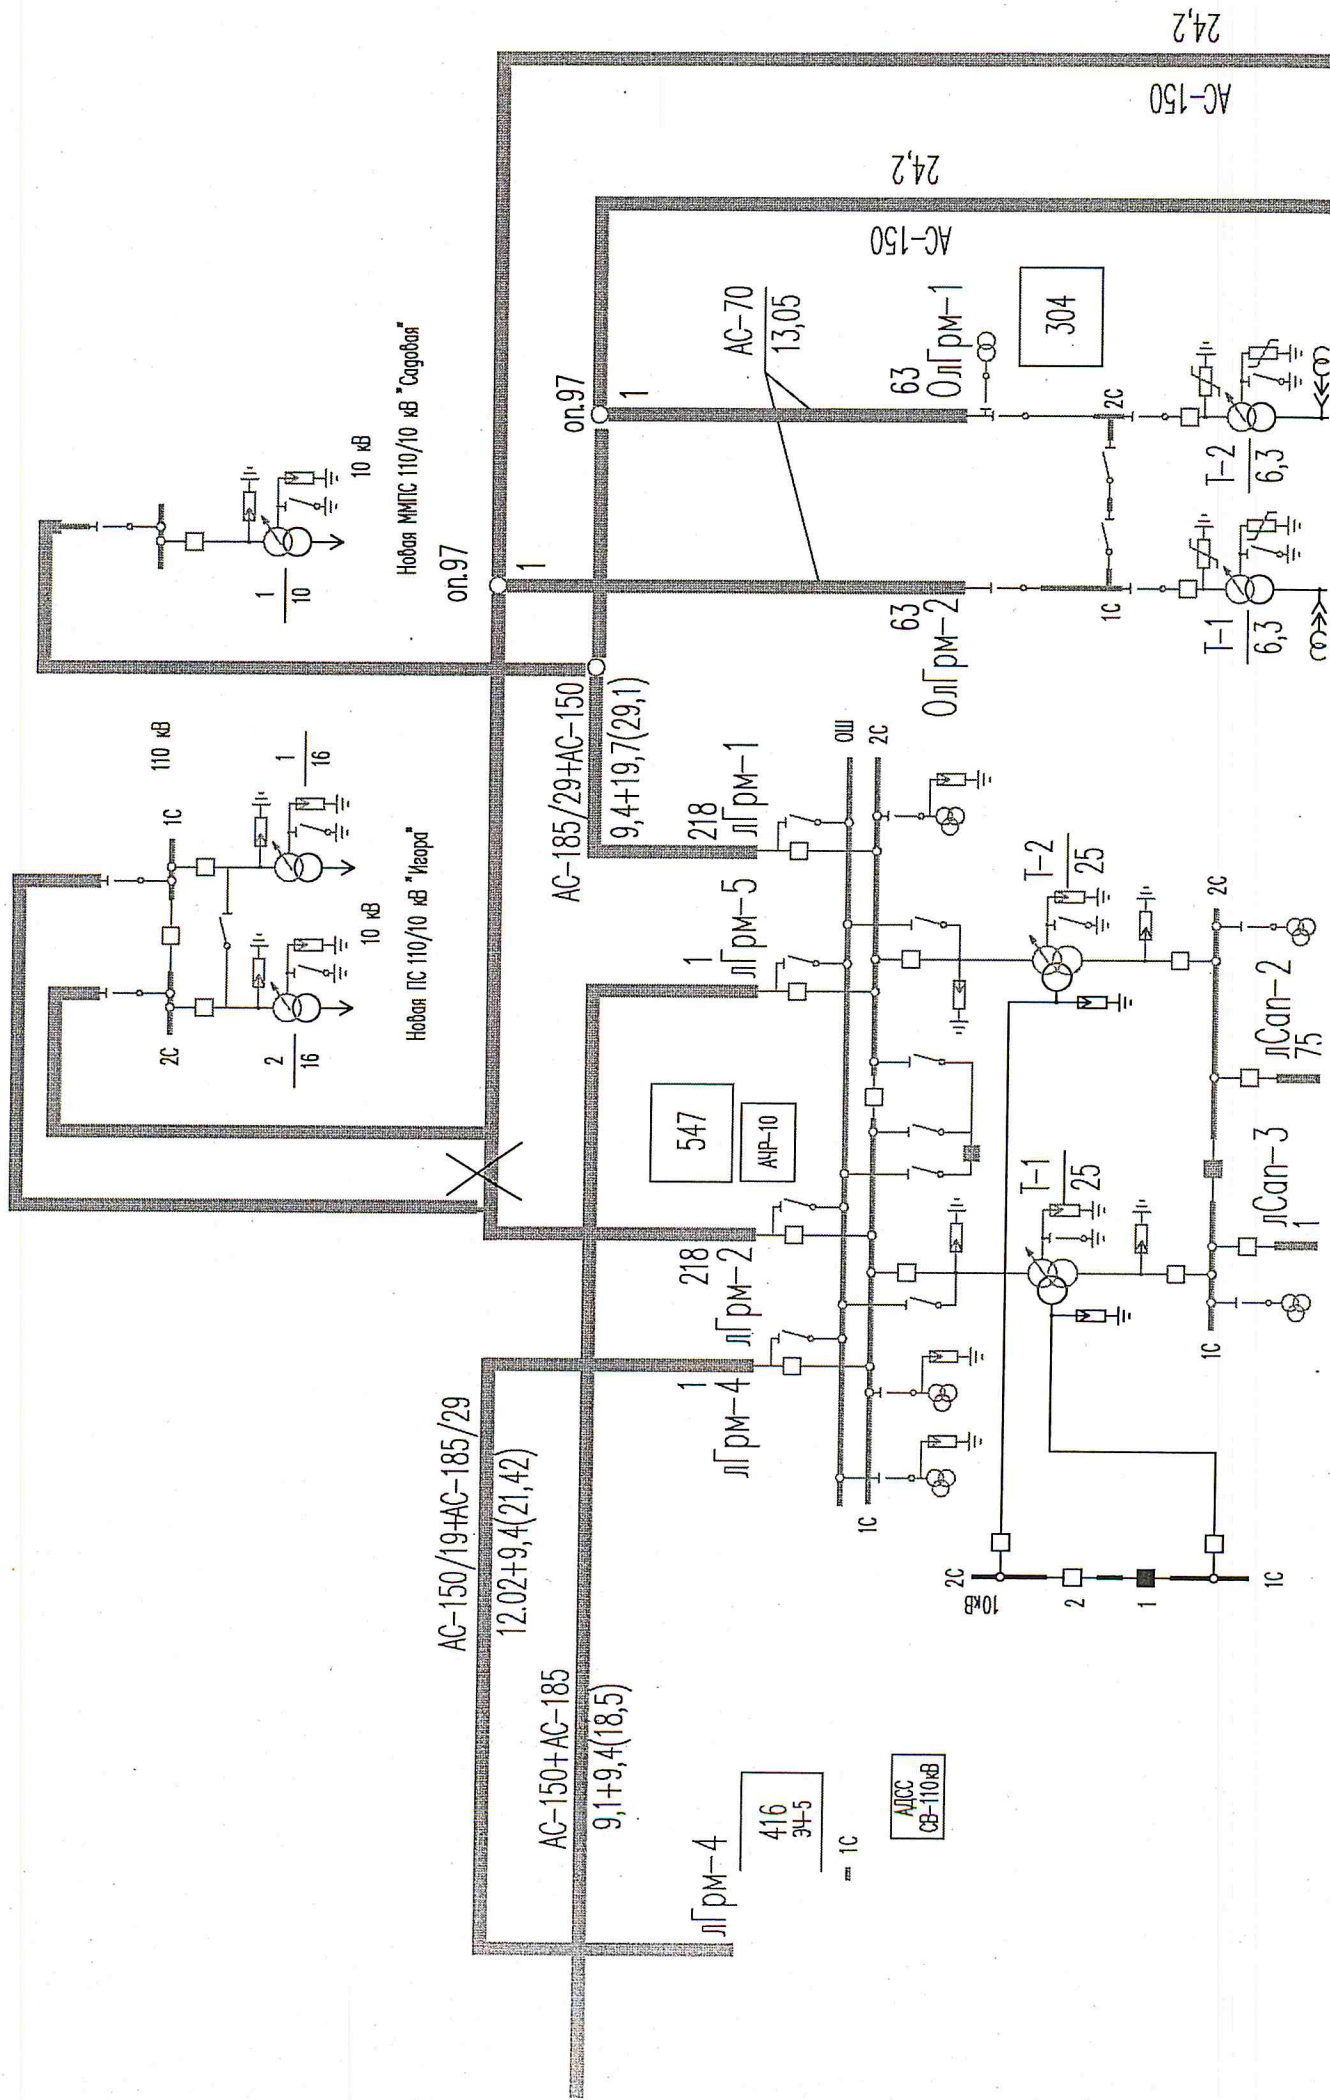 24,2
АС-150
24,2
АС-150
10 кВ
1
10
Новая ММПС 110/10 кВ "Садовая"
оп.97
1
оп.97
1
АС-70
13,05
63
ОлГрм-1
304
63
ОлГрм-2
2С
1С
Т-2
6,3
Т-1
6,3
110 кВ
1С
2С
1
16
2
16
10 кВ
Новая ПС 110/10 кВ "Игора"
АС-185/29+АС-150
9,4+19,7(29,1)
218
лГрм-1
1
лГрм-5
547
АЧР-10
218
лГрм-2
1
лГрм-4
ОШ
2С
1С
Т-2
25
Т-1
25
2С
лСап-2
75
лСап-3
1
1С
2С
10кВ
2
1
1С
АС-150/19+АС-185/29
12.02+9,4(21,42)
АС-150+АС-185
9,1+9,4(18,5)
лГрм-4
416
ЭЧ-5
1С
АДСС
СВ-110кВ